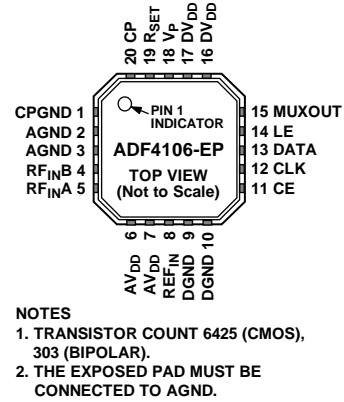 20 CP
19 RSET
18 VP
17 DVDD
16 DVDD
CPGND 1
AGND 2
AGND 3
RFINB 4
RFINA 5
PIN 1
INDICATOR
ADF4106-EP
TOP VIEW
(Not to Scale)
15 MUXOUT
14 LE
13 DATA
12 CLK
11 CE
AVDD 6
AVDD 7
REFIN 8
DGND 9
DGND 10
NOTES
1. TRANSISTOR COUNT 6425 (CMOS),
303 (BIPOLAR).
2. THE EXPOSED PAD MUST BE
CONNECTED TO AGND.